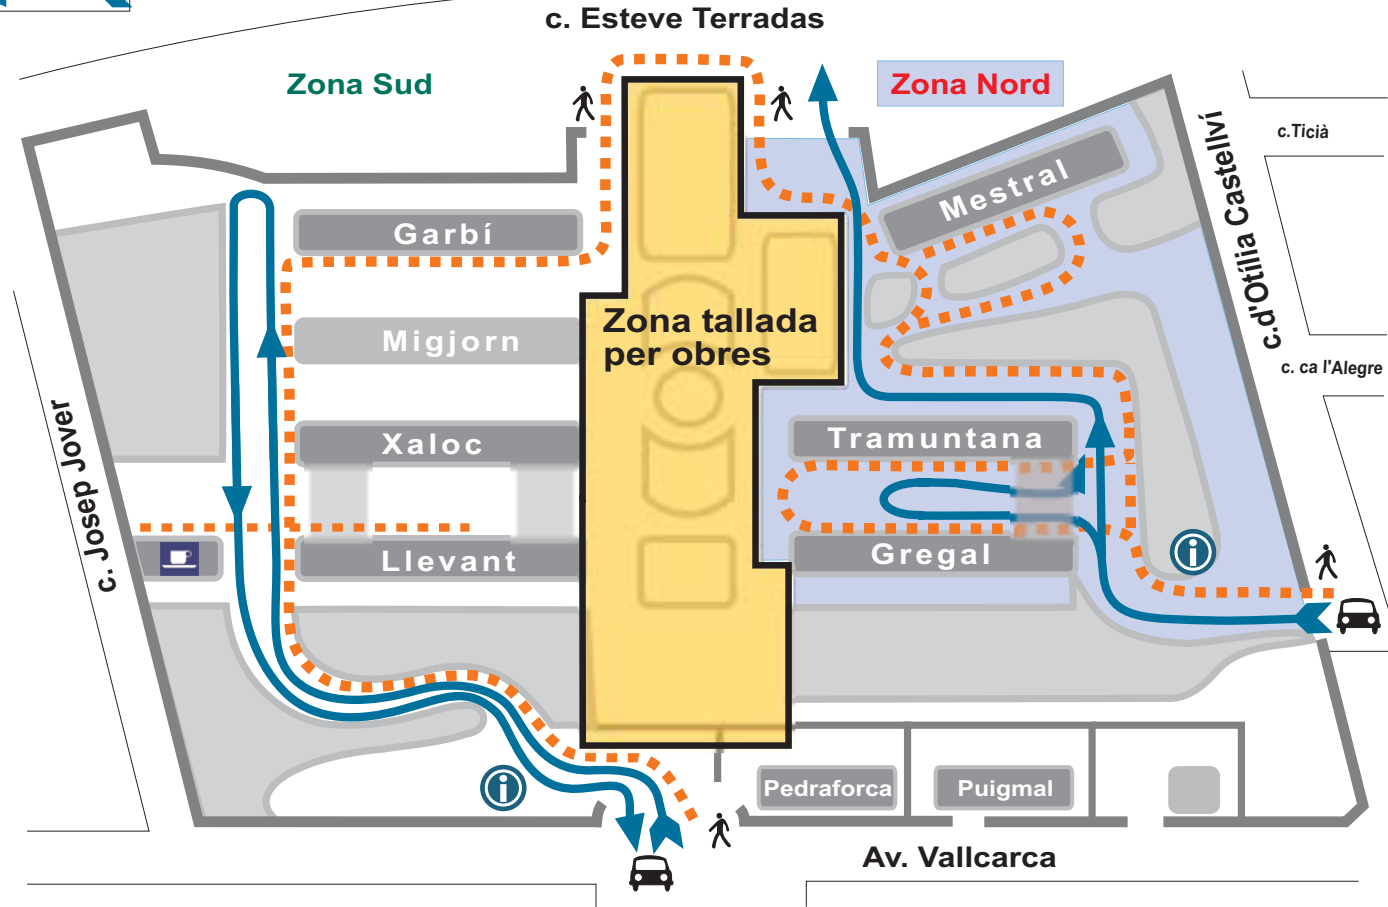 c. Esteve Terradas
Zona Sud
Zona Nord
c.Ticià
c.d'Otília Castellví
Mestral
Garbí
Zona tallada
per obres
Migjorn
c. ca l'Alegre
c. Josep Jover
Xaloc
Tramuntana
Llevant
Gregal
i
i
Pedraforca
Puigmal
Av. Vallcarca